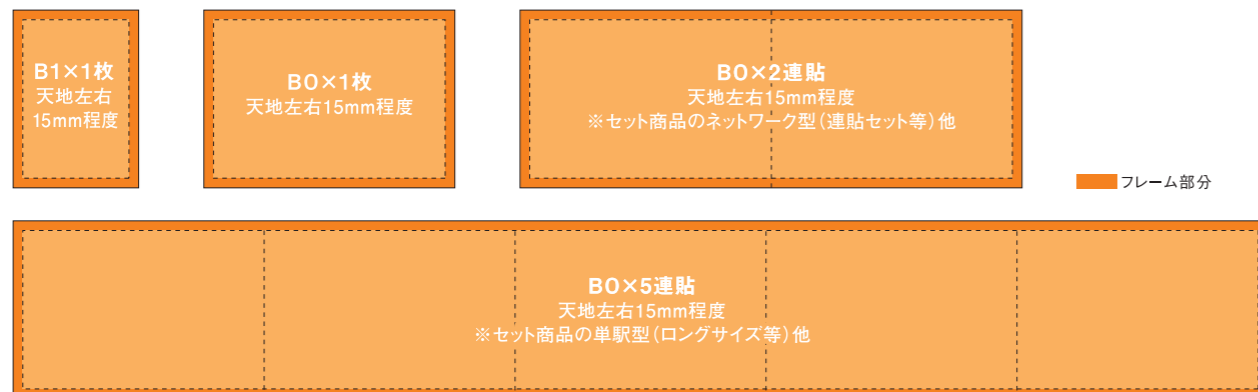 B1×1枚
天地左右
15mm程度
B0×1枚
天地左右15mm程度
B0×2連貼
天地左右15mm程度
※セット商品のネットワーク型(連貼セット等)他
フレーム部分
B0×5連貼
天地左右15mm程度
※セット商品の単駅型(ロングサイズ等)他